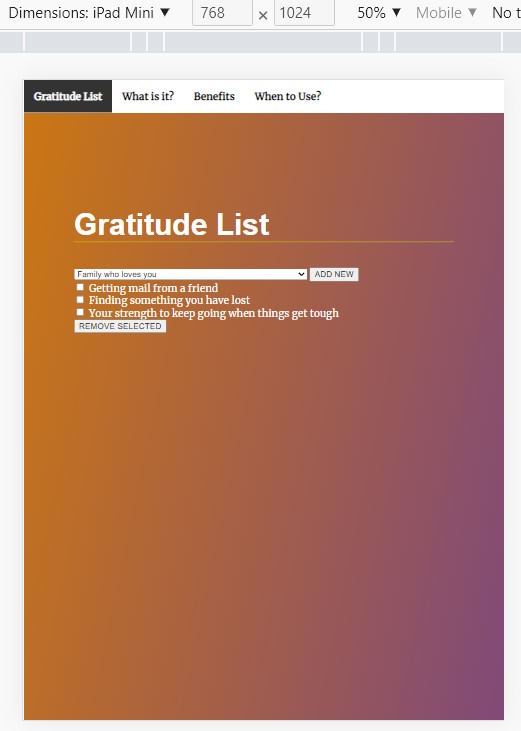 Dimensions: iPad Mini ▼ 768 × 1024 50% ▼ Mobile ▼ No t
Gratitude List What is it? Benefits When to Use?
Gratitude List
Family who loves you ADD NEW
Getting mail from a friend
Finding something you have lost
Your strength to keep going when things get tough
REMOVE SELECTED